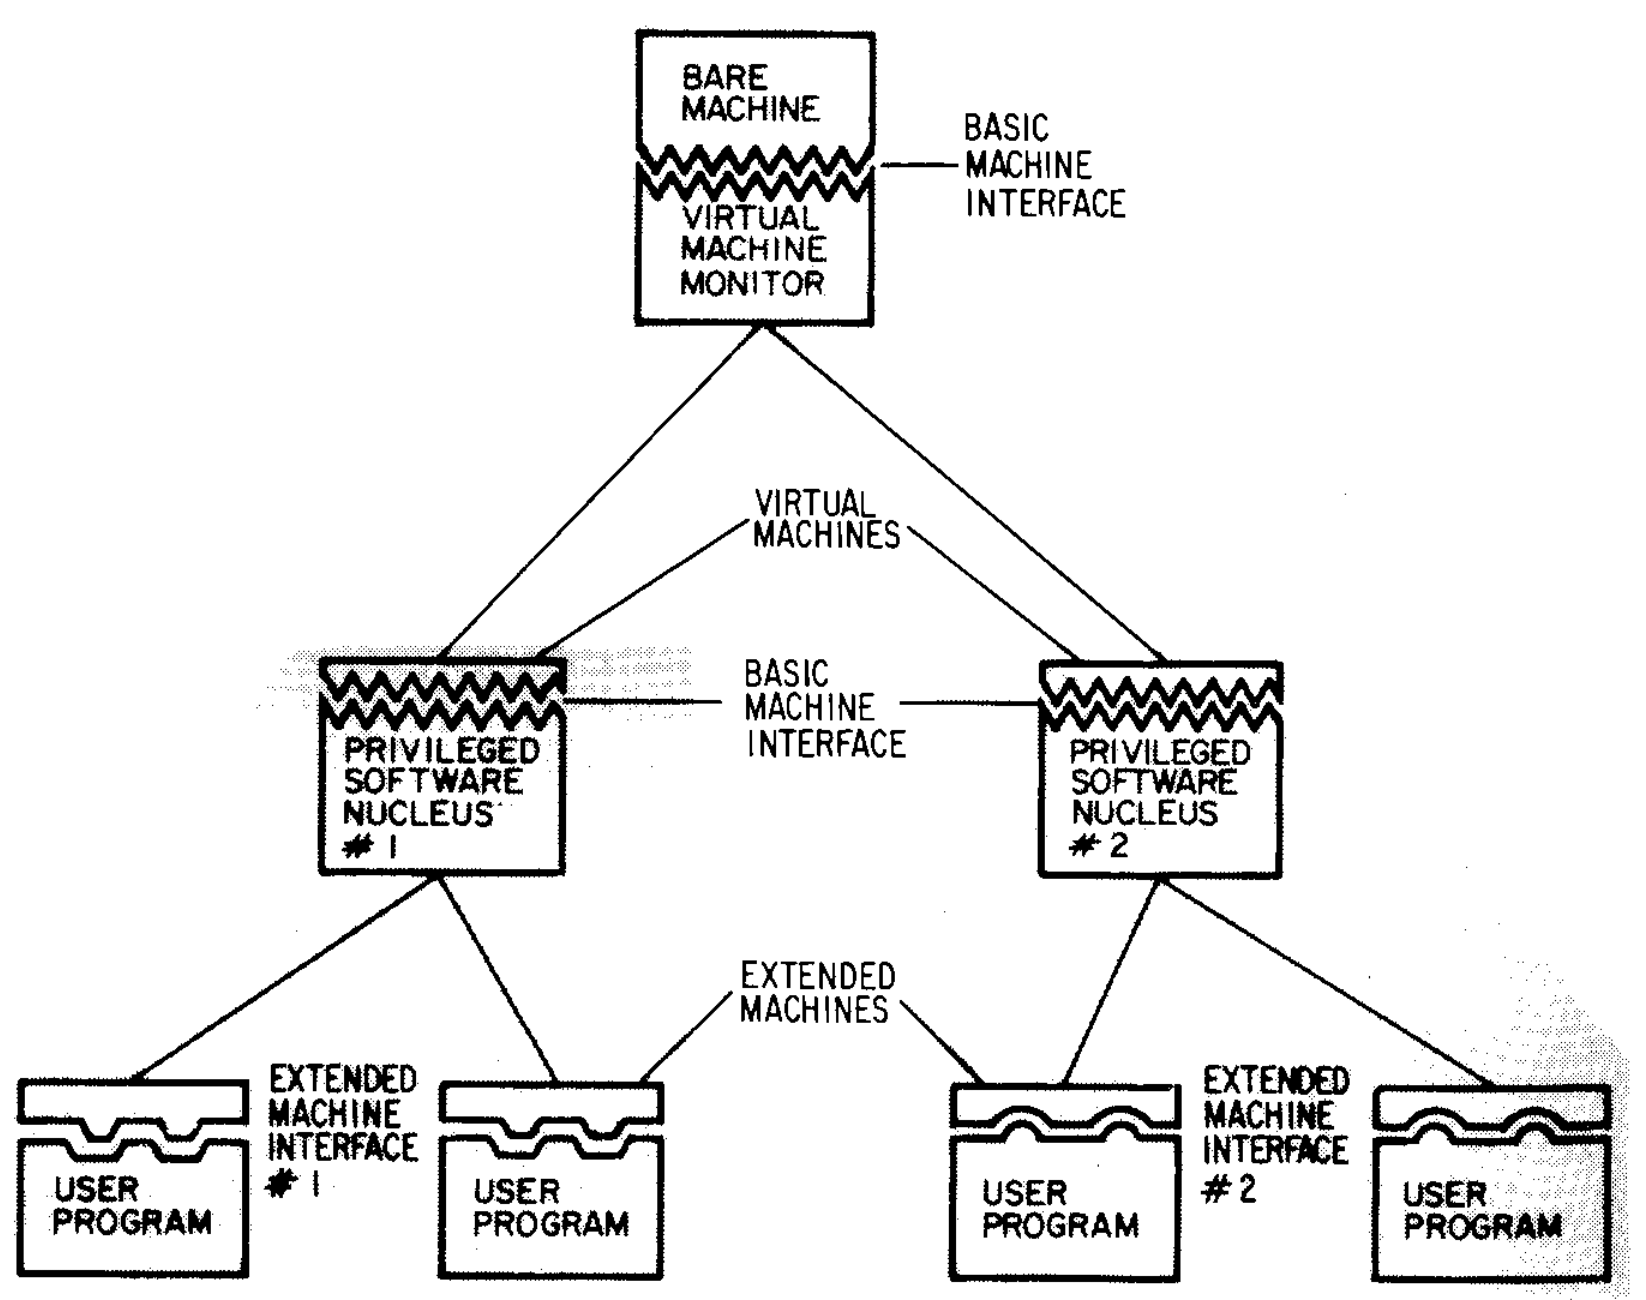 BARE
MACHINE
BASIC
MACHINE
INTERFACE
VIRTUAL
MACHINE
MONITOR
VIRTUAL
MACHINES
BASIC
MACHINE
INTERFACE
PRIVILEGED
SOFTWARE
NUCLEUS
# 1
PRIVILEGED
SOFTWARE
NUCLEUS
# 2
EXTENDED
MACHINES
EXTENDED
MACHINE
INTERFACE
# 1
EXTENDED
MACHINE
INTERFACE
# 2
USER
PROGRAM
USER
PROGRAM
USER
PROGRAM
USER
PROGRAM